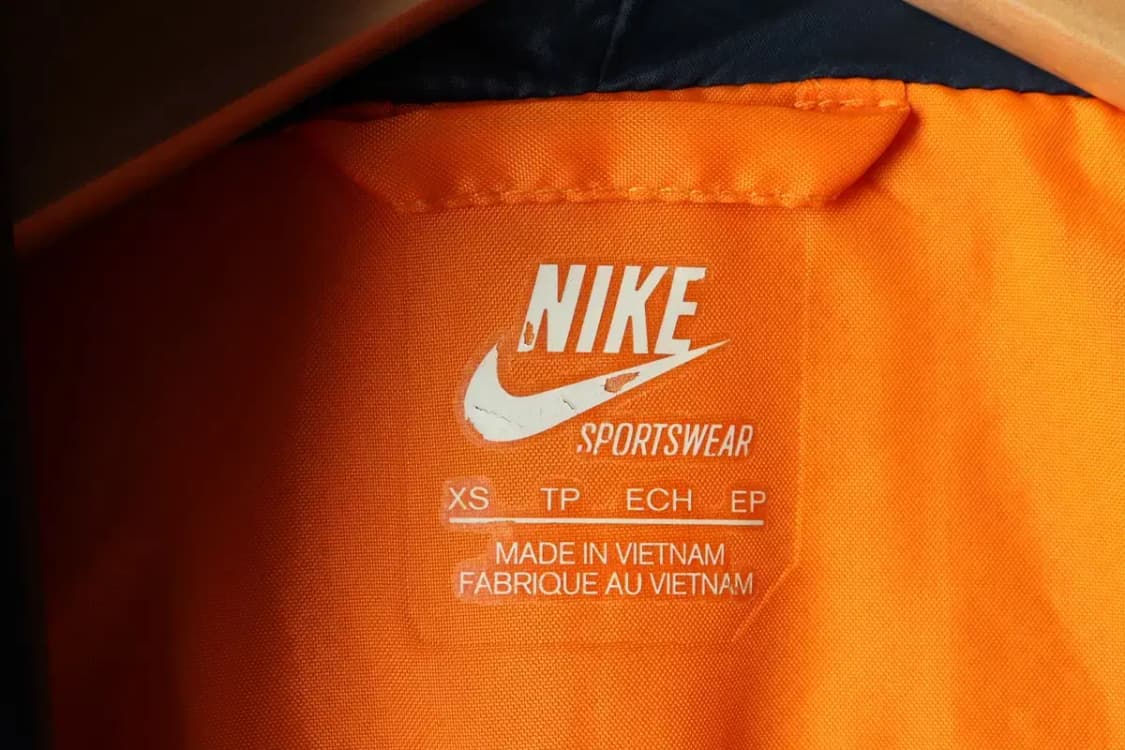 NIKE
SPORTSWEAR
XS TP ECH EP
MADE IN VIETNAM
FABRIQUE AU VIETNAM